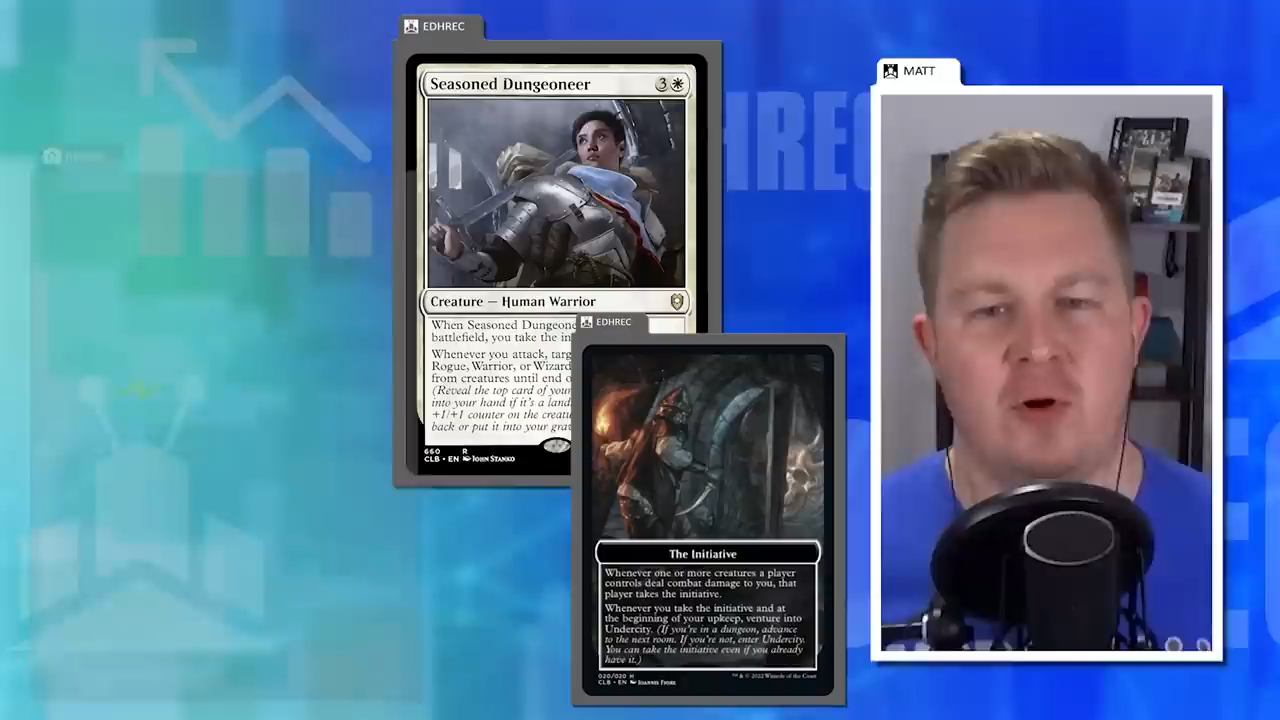 EDHREC
Seasoned Dungeoneer 3
Creature — Human Warrior
When Seasoned Dungeone
battlefield, you take the in
Whenever you attack, targ
Rogue, Warrior, or Wizard
from creatures until end o
(Reveal the top card of your
into your hand if it's a land
+1/+1 counter on the creatu
back or put it into your grav
660 R
CLB • EN JOHN STANKO
EDHREC
The Initiative
Whenever one or more creatures a player
controls deal combat damage to you, that
player takes the initiative.
Whenever you take the initiative and at
the beginning of your upkeep, venture into
Undercity. (If you're in a dungeon, advance
to the next room. If you're not, enter Undercity.
You can take the initiative even if you already
have it.)
020/020 H
CLB • EN IOANNIS FIORE
™ & © 2022 Wizards of the Coast
HREC
MATT